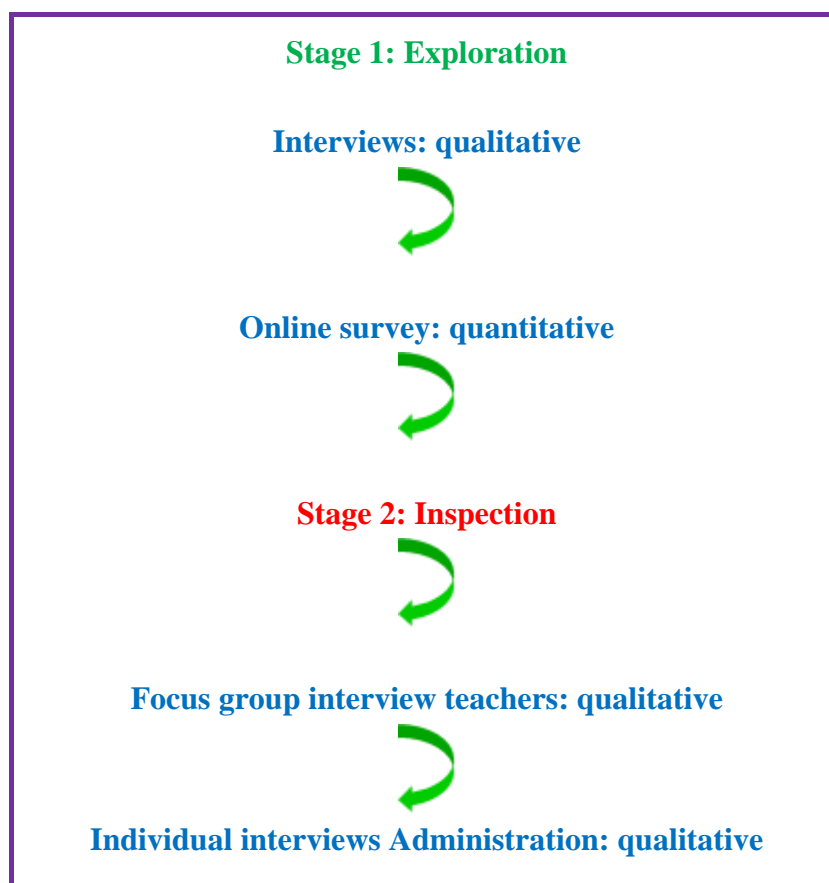 Stage 1: Exploration
Interviews: qualitative
Online survey: quantitative
Stage 2: Inspection
Focus group interview teachers: qualitative
Individual interviews Administration: qualitative